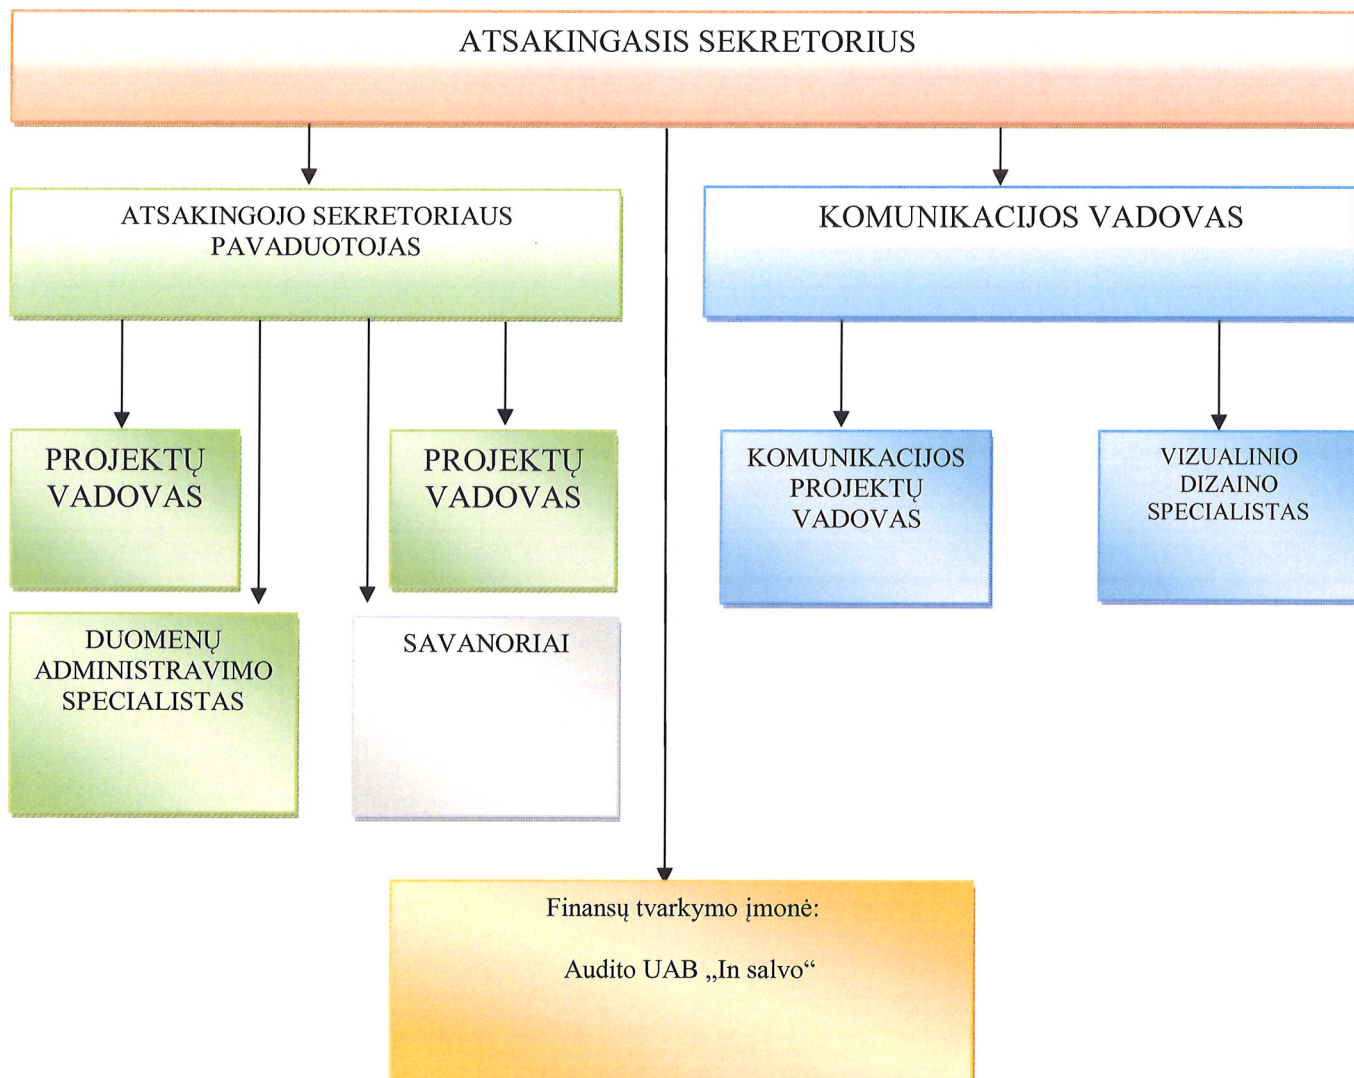 ATSAKINGASIS SEKRETORIUS
ATSAKINGOJO SEKRETORIAUS
PAVADUOTOJAS
KOMUNIKACIJOS VADOVAS
PROJEKTŲ
VADOVAS
PROJEKTŲ
VADOVAS
KOMUNIKACIJOS
PROJEKTŲ
VADOVAS
VIZUALINIO
DIZAINO
SPECIALISTAS
DUOMENŲ
ADMINISTRAVIMO
SPECIALISTAS
SAVANORIAI
Finansų tvarkymo įmonė:
Audito UAB „In salvo“